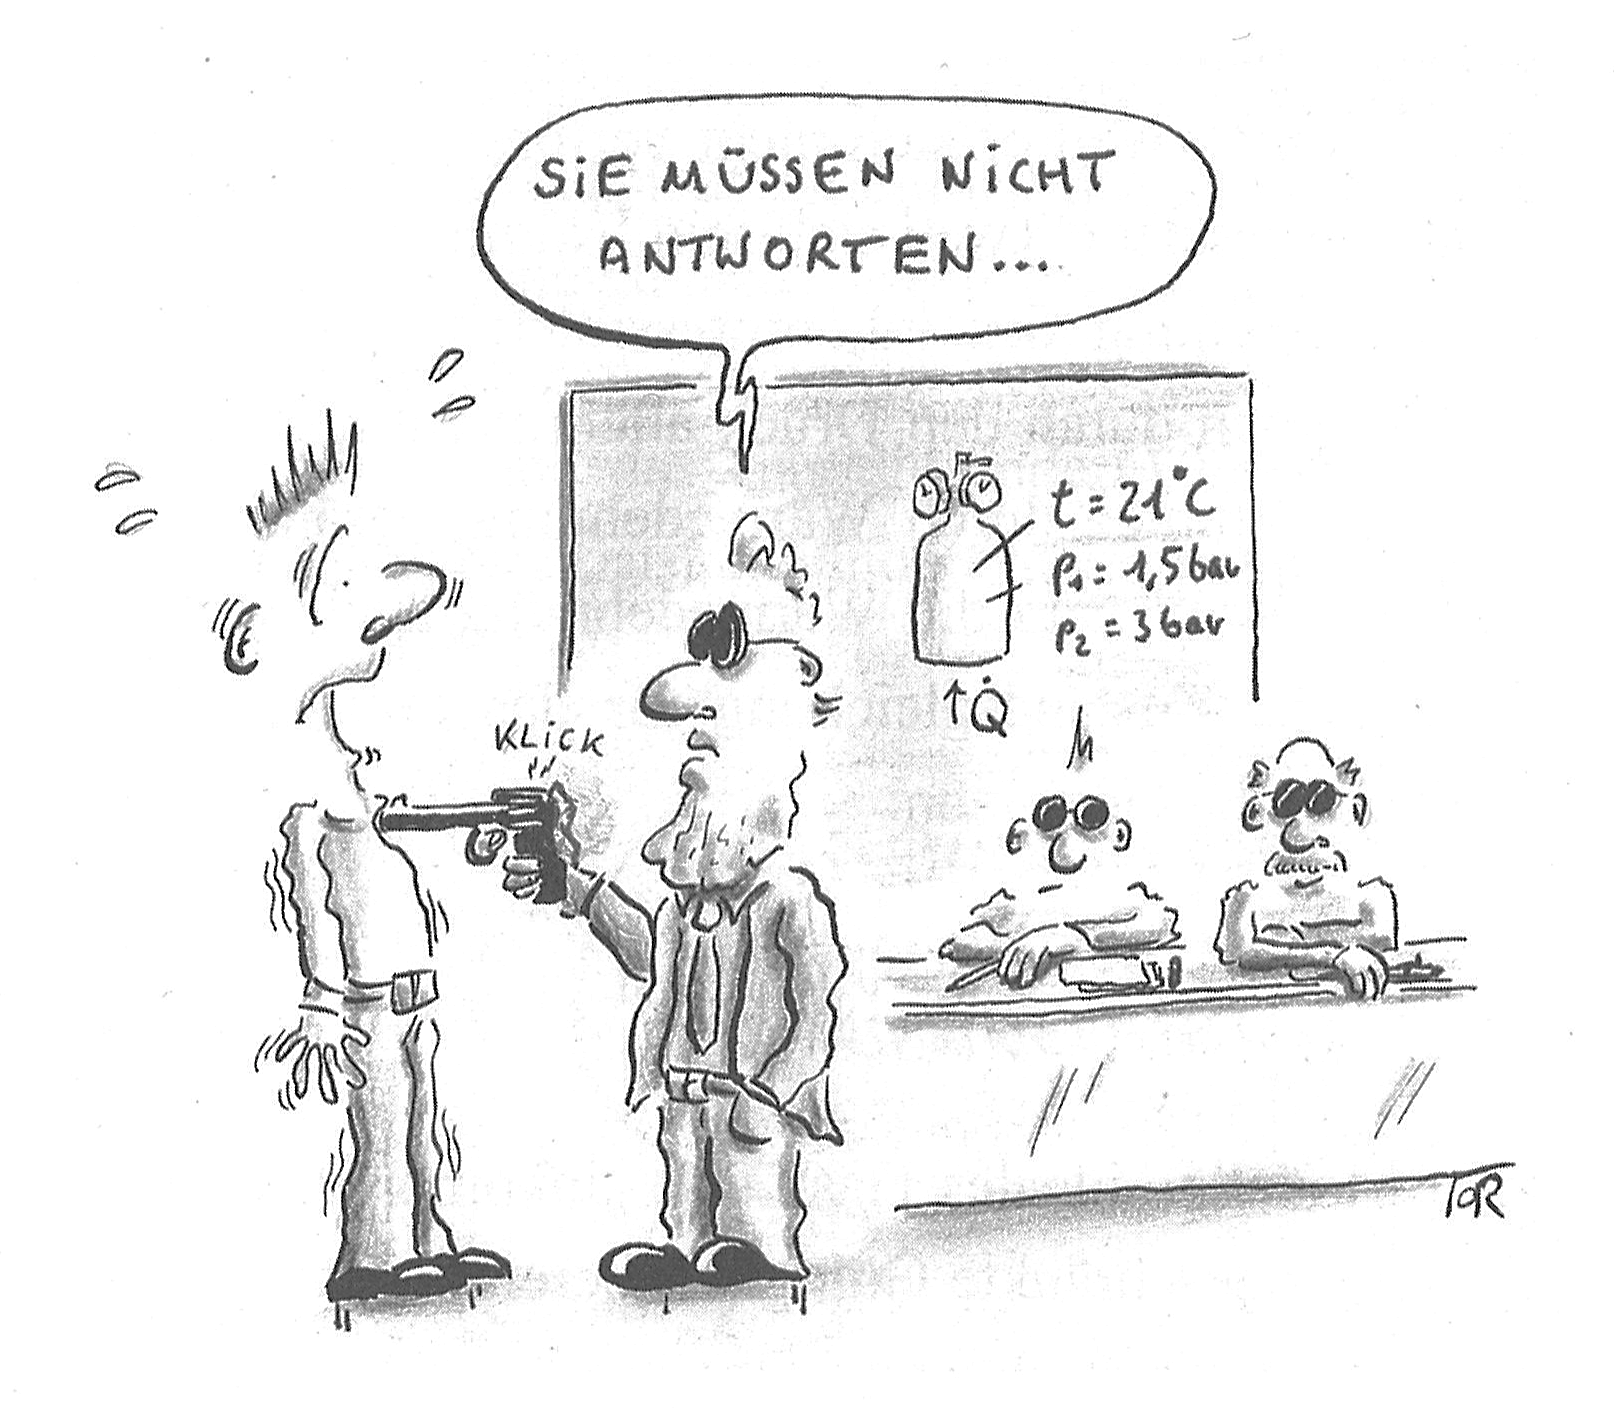 SiE MÜSSEN NiCHT
ANTWORTEN...
KLiCK
t = 21°C
P₁ = 1,5 bar
P₂ = 3 bar
↑ Q̇
TOR